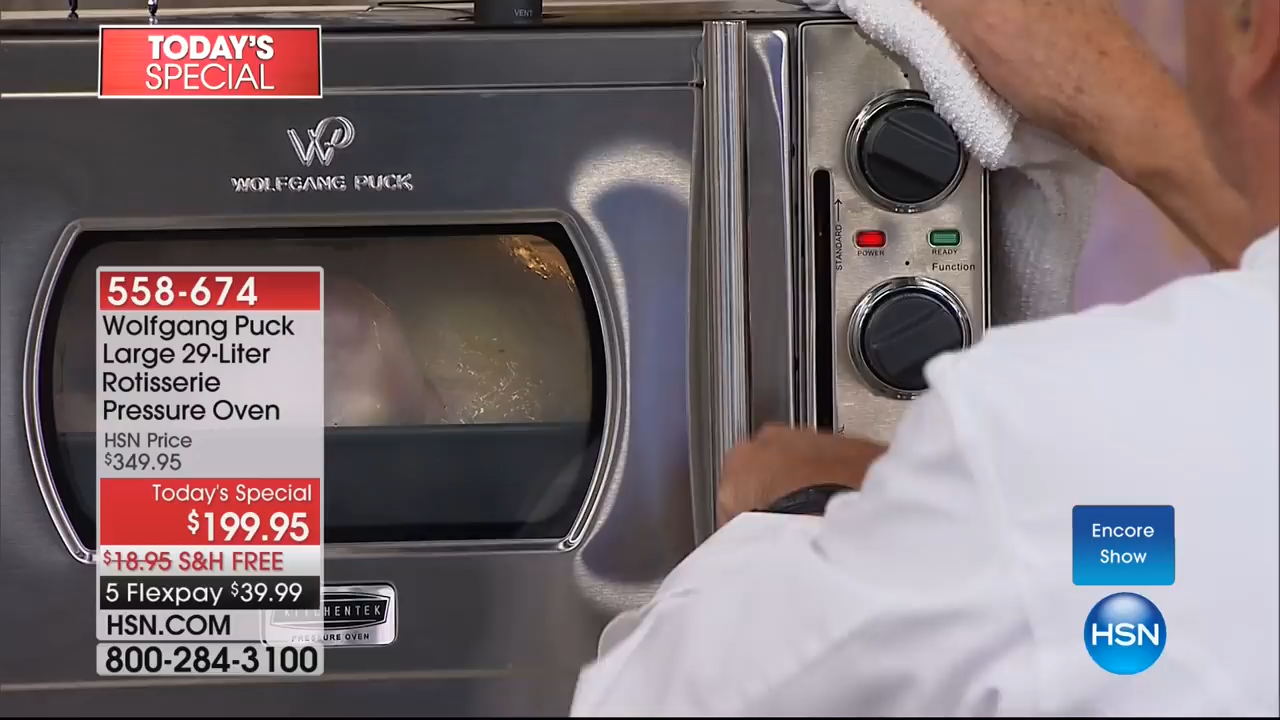 VENT
TODAY'S
SPECIAL
WP
WOLFGANG PUCK
STANDARD
POWER
READY
Function
558-674
Wolfgang Puck
Large 29-Liter
Rotisserie
Pressure Oven
HSN Price
$349.95
Today's Special
$199.95
$18.95 S&H FREE
5 Flexpay $39.99
KITCHENTEK
PRESSURE OVEN
HSN.COM
800-284-3100
Encore
Show
HSN